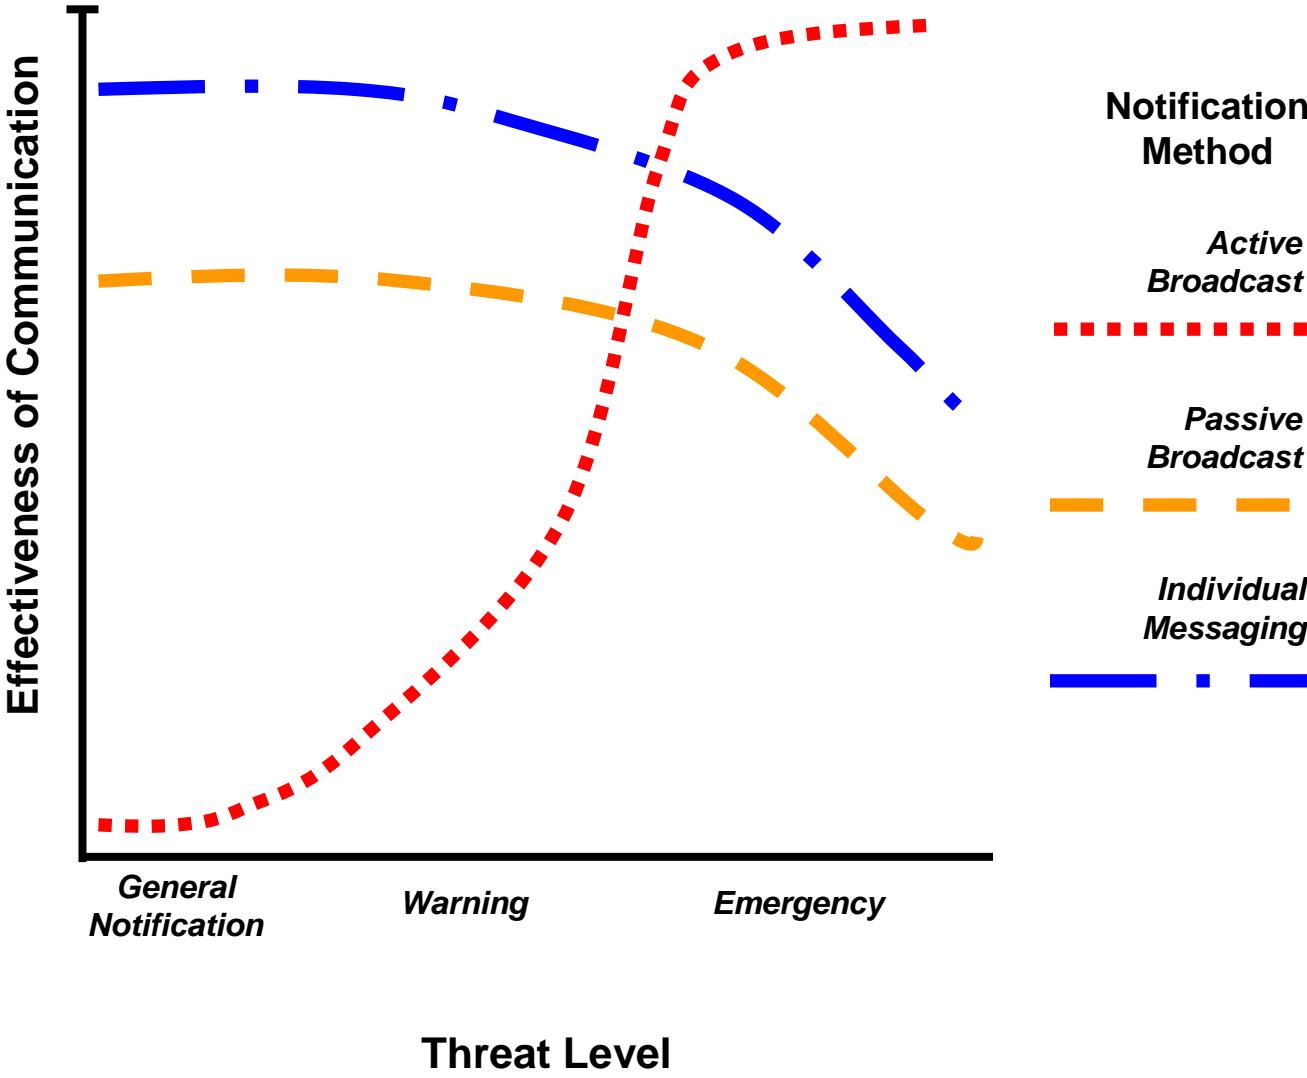 Effectiveness of Communication
Notification
Method
Active
Broadcast
Passive
Broadcast
Individual
Messaging
General
Notification
Warning
Emergency
Threat Level